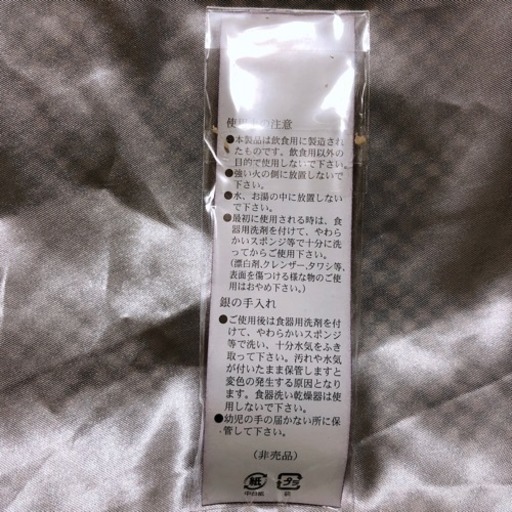 使用上の注意
●本製品は飲食用に製造され
たものです。飲食用以外の
目的で使用しないで下さい。
●強い火の側に放置しないで
下さい。
●水、お湯の中に放置しない
で下さい。
●最初に使用される時は、食
器用洗剤を付けて、やわら
かいスポンジ等で十分に洗
ってからご使用下さい。
(漂白剤、クレンザー、タワシ等、
表面を傷つける様な物のご使
用はおやめ下さい。)
銀の手入れ
●ご使用後は食器用洗剤を付
けて、やわらかいスポンジ
等で洗い、十分水気をふき
取って下さい。汚れや水気
が付いたまま保管しますと
変色の発生する原因となり
ます。食器洗い乾燥器は使
用しないで下さい。
●幼児の手の届かない所に保
管して下さい。
(非売品)
紙 プラ
中台紙